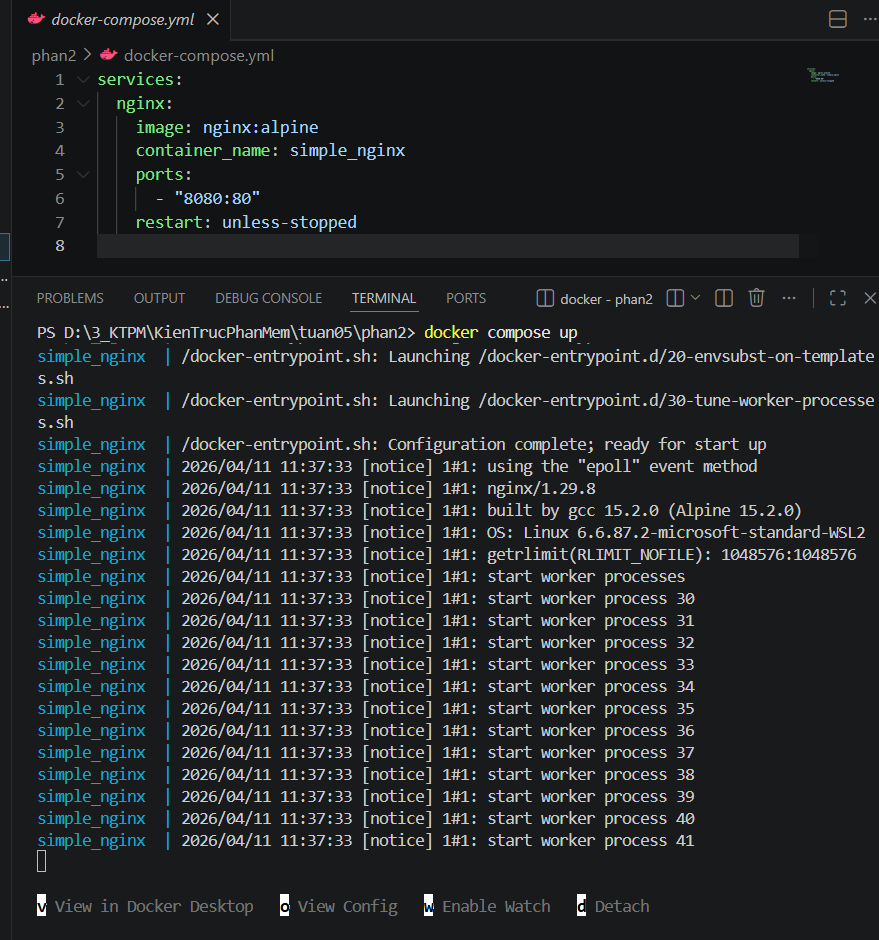 docker-compose.yml
phan2 > docker-compose.yml
1 services:
2 nginx:
3 image: nginx:alpine
4 container_name: simple_nginx
5 ports:
6 - "8080:80"
7 restart: unless-stopped
8
PROBLEMS OUTPUT DEBUG CONSOLE TERMINAL PORTS docker - phan2
PS D:\3_KTPM\KienTrucPhanMem\tuan05\phan2> docker compose up
simple_nginx | /docker-entrypoint.sh: Launching /docker-entrypoint.d/20-envsubst-on-template
s.sh
simple_nginx | /docker-entrypoint.sh: Launching /docker-entrypoint.d/30-tune-worker-processe
s.sh
simple_nginx | /docker-entrypoint.sh: Configuration complete; ready for start up
simple_nginx | 2026/04/11 11:37:33 [notice] 1#1: using the "epoll" event method
simple_nginx | 2026/04/11 11:37:33 [notice] 1#1: nginx/1.29.8
simple_nginx | 2026/04/11 11:37:33 [notice] 1#1: built by gcc 15.2.0 (Alpine 15.2.0)
simple_nginx | 2026/04/11 11:37:33 [notice] 1#1: OS: Linux 6.6.87.2-microsoft-standard-WSL2
simple_nginx | 2026/04/11 11:37:33 [notice] 1#1: getrlimit(RLIMIT_NOFILE): 1048576:1048576
simple_nginx | 2026/04/11 11:37:33 [notice] 1#1: start worker processes
simple_nginx | 2026/04/11 11:37:33 [notice] 1#1: start worker process 30
simple_nginx | 2026/04/11 11:37:33 [notice] 1#1: start worker process 31
simple_nginx | 2026/04/11 11:37:33 [notice] 1#1: start worker process 32
simple_nginx | 2026/04/11 11:37:33 [notice] 1#1: start worker process 33
simple_nginx | 2026/04/11 11:37:33 [notice] 1#1: start worker process 34
simple_nginx | 2026/04/11 11:37:33 [notice] 1#1: start worker process 35
simple_nginx | 2026/04/11 11:37:33 [notice] 1#1: start worker process 36
simple_nginx | 2026/04/11 11:37:33 [notice] 1#1: start worker process 37
simple_nginx | 2026/04/11 11:37:33 [notice] 1#1: start worker process 38
simple_nginx | 2026/04/11 11:37:33 [notice] 1#1: start worker process 39
simple_nginx | 2026/04/11 11:37:33 [notice] 1#1: start worker process 40
simple_nginx | 2026/04/11 11:37:33 [notice] 1#1: start worker process 41
v View in Docker Desktop o View Config w Enable Watch d Detach